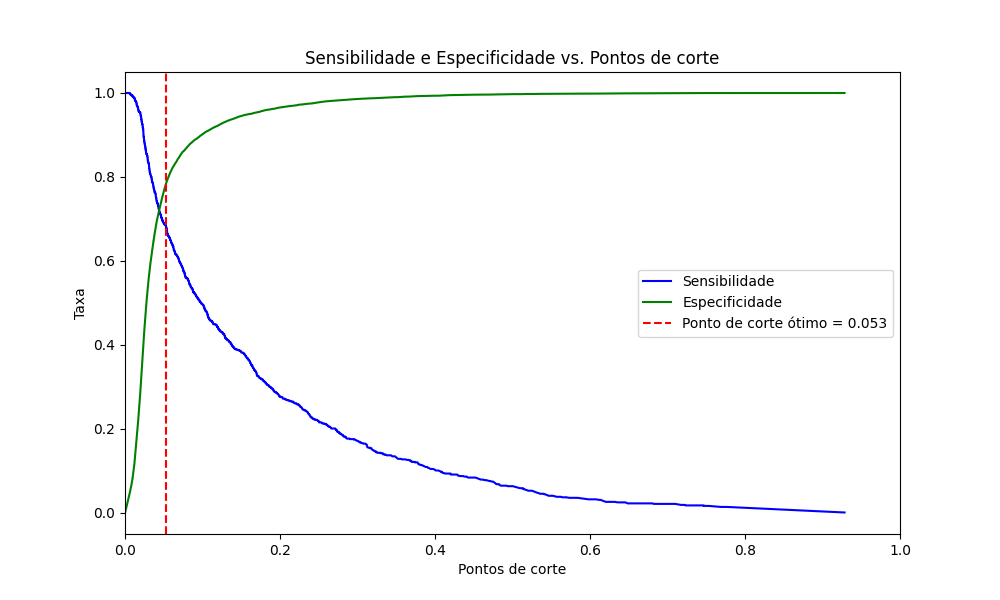 Sensibilidade e Especificidade vs. Pontos de corte
Taxa
1.0
0.8
0.6
0.4
0.2
0.0
Sensibilidade
Especificidade
Ponto de corte ótimo = 0.053
0.0 0.2 0.4 0.6 0.8 1.0
Pontos de corte